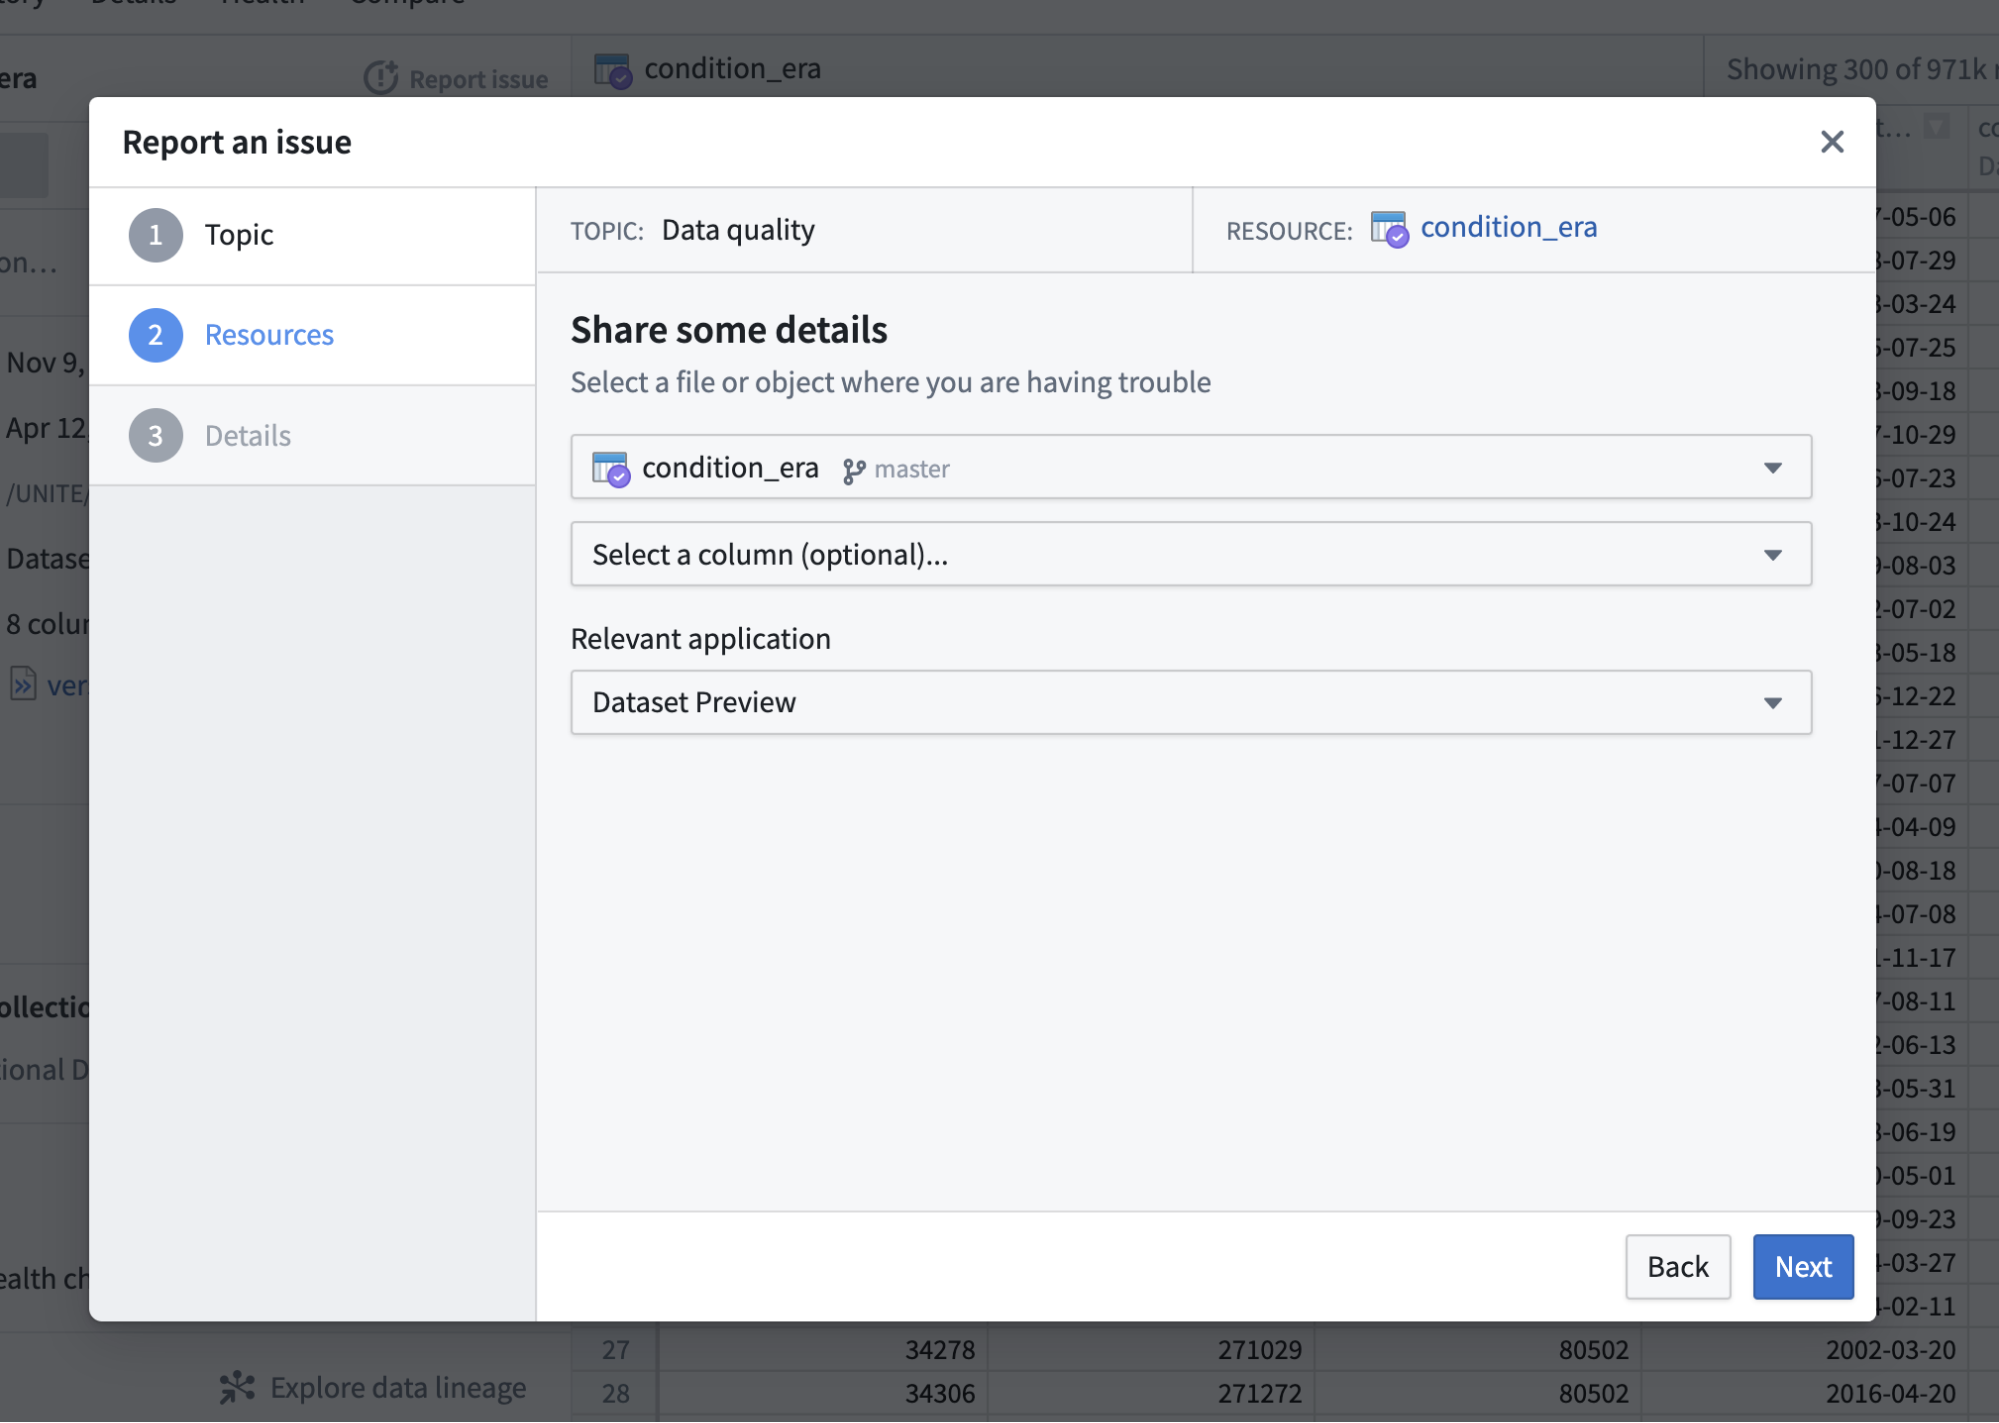 Details Health Compare
era
Report issue
condition_era
Showing 300 of 971k
Report an issue
1 Topic
2 Resources
3 Details
TOPIC: Data quality
RESOURCE: condition_era
Share some details
Select a file or object where you are having trouble
condition_era master
Select a column (optional)...
Relevant application
Dataset Preview
Back
Next
on...
Nov 9,
Apr 12,
/UNITE/
Datase
8 colu
ver
ollectio
ional D
ealth ch
Explore data lineage
t...
co
Da
-05-06
-07-29
-03-24
-07-25
-09-18
-10-29
-07-23
-10-24
-08-03
-07-02
-05-18
-12-22
-12-27
-07-07
-04-09
-08-18
-07-08
-11-17
-08-11
-06-13
-05-31
-06-19
-05-01
-09-23
-03-27
-02-11
27 34278 271029 80502 2002-03-20
28 34306 271272 80502 2016-04-20